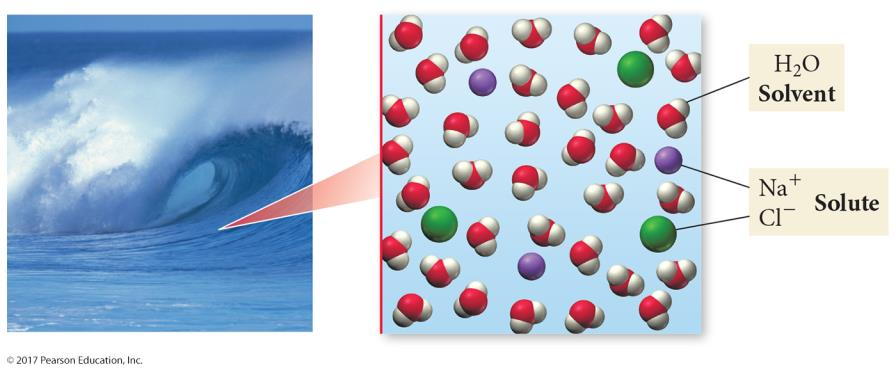 H₂O
Solvent
Na⁺
Cl⁻
Solute
© 2017 Pearson Education, Inc.